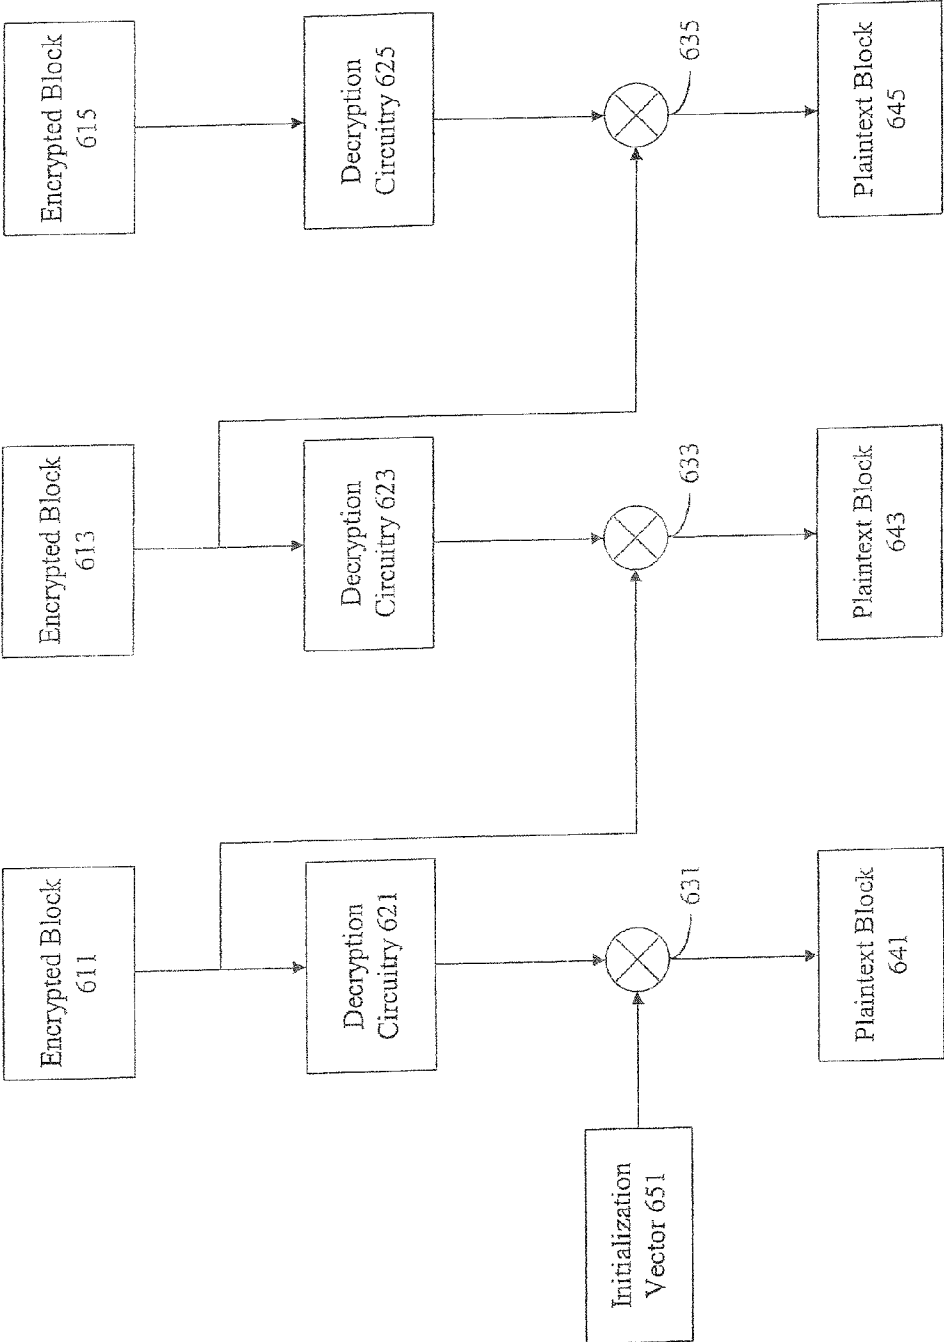 Encrypted Block
611
Encrypted Block
613
Encrypted Block
615
Decryption
Circuitry 621
Decryption
Circuitry 623
Decryption
Circuitry 625
Initialization
Vector 651
631
633
635
Plaintext Block
641
Plaintext Block
643
Plaintext Block
645